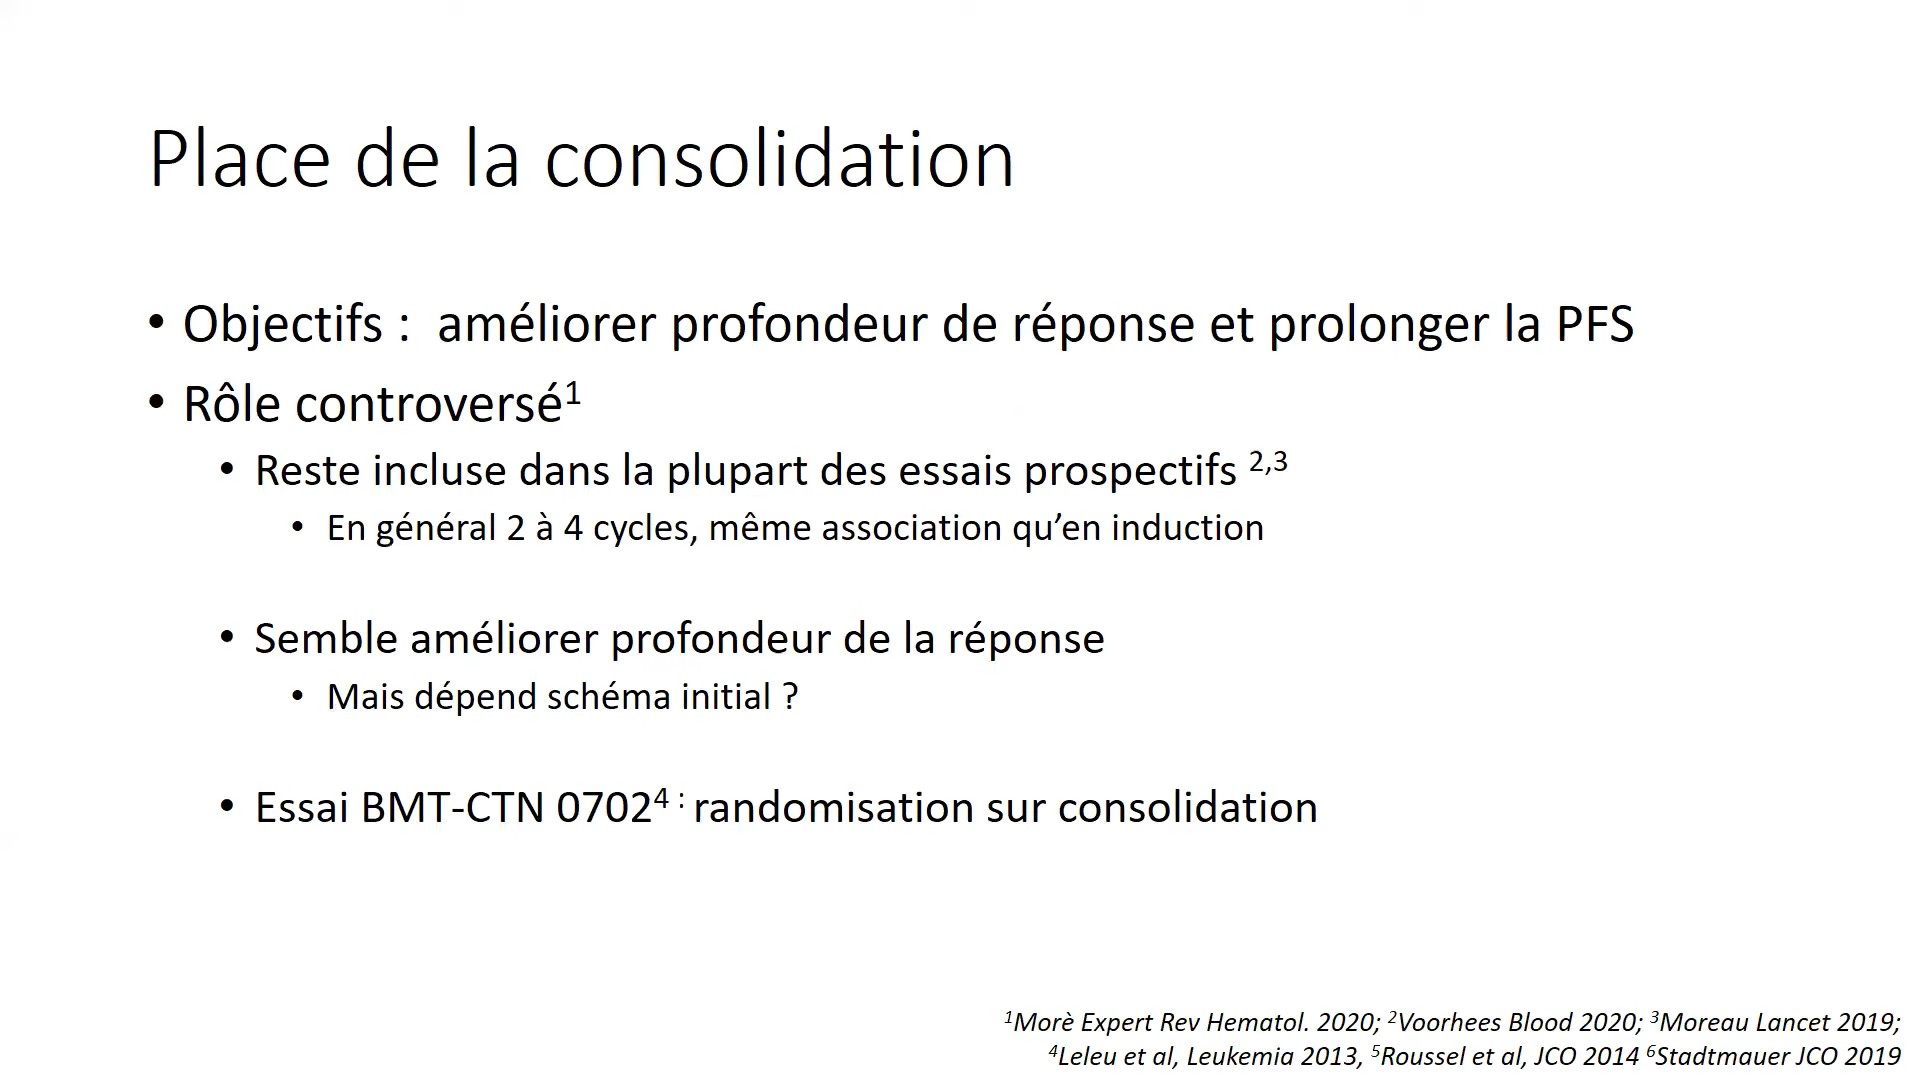 Place de la consolidation
• Objectifs :  améliorer profondeur de réponse et prolonger la PFS
• Rôle controversé1
• Reste incluse dans la plupart des essais prospectifs 2,3
• En général 2 à 4 cycles, même association qu’en induction
• Semble améliorer profondeur de la réponse
• Mais dépend schéma initial ?
• Essai BMT-CTN 07024 : randomisation sur consolidation
1Morè Expert Rev Hematol. 2020; 2Voorhees Blood 2020; 3Moreau Lancet 2019;
4Leleu et al, Leukemia 2013, 5Roussel et al, JCO 2014 6Stadtmauer JCO 2019